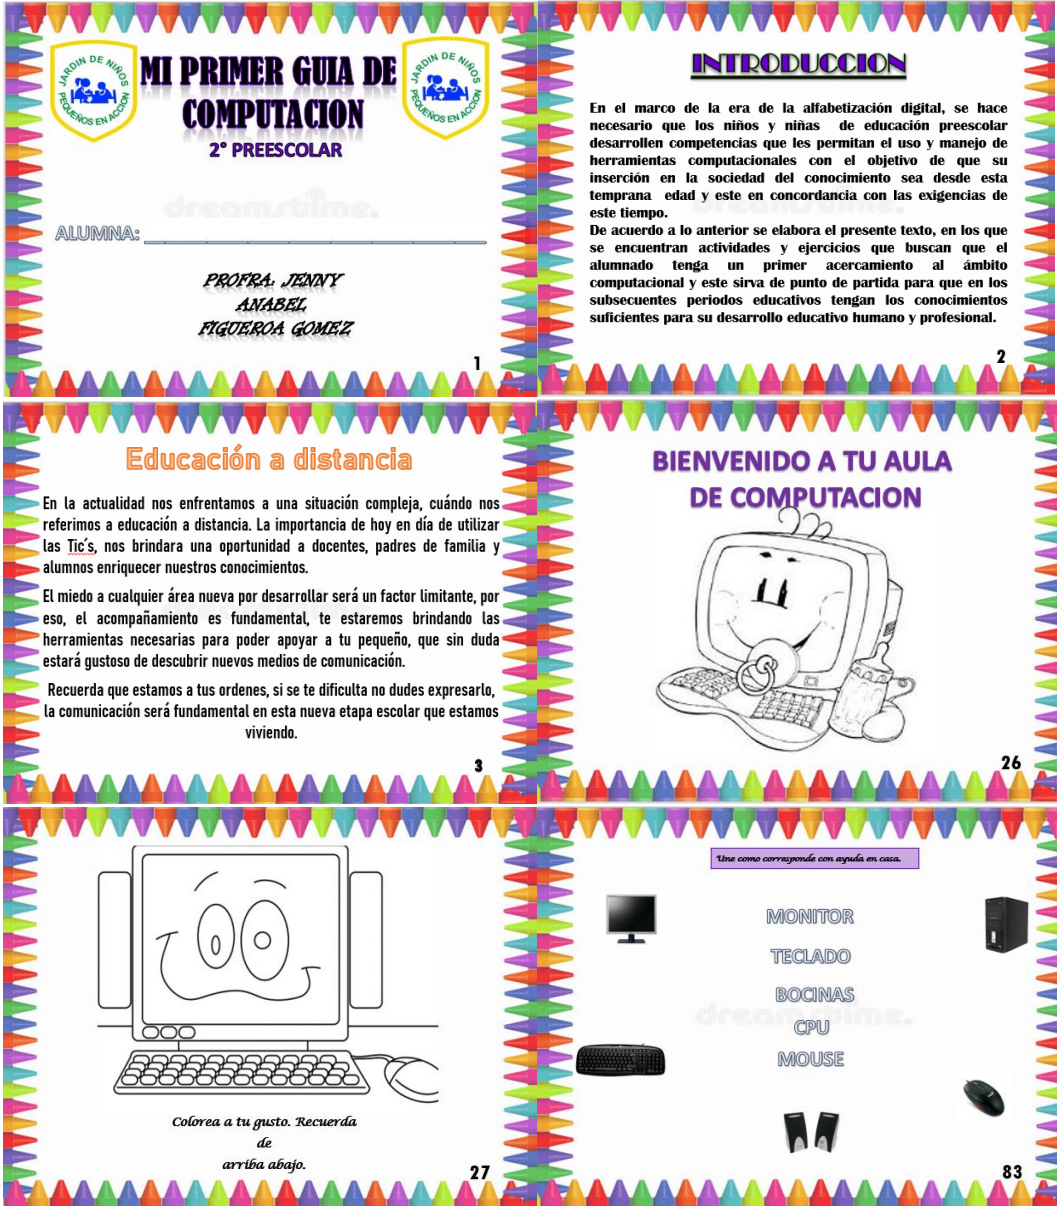 JARDIN DE NIÑOS
PEQUEÑOS EN ACCION
MI PRIMER GUIA DE
COMPUTACION
2° PREESCOLAR
JARDIN DE NIÑOS
PEQUEÑOS EN ACCION
dreamstime.
ALUMNA: _ _ _ _ _ _ _ _ _ _ _ _ _ _ _ _ _
PROFRA: JENNY
ANABEL
FIGUEROA GOMEZ
1
INTRODUCCION
En el marco de la era de la alfabetización digital, se hace
necesario que los niños y niñas de educación preescolar
desarrollen competencias que les permitan el uso y manejo de
herramientas computacionales con el objetivo de que su
inserción en la sociedad del conocimiento sea desde esta
temprana edad y este en concordancia con las exigencias de
este tiempo.
De acuerdo a lo anterior se elabora el presente texto, en los que
se encuentran actividades y ejercicios que buscan que el
alumnado tenga un primer acercamiento al ámbito
computacional y este sirva de punto de partida para que en los
subsecuentes periodos educativos tengan los conocimientos
suficientes para su desarrollo educativo humano y profesional.
2
Educación a distancia
En la actualidad nos enfrentamos a una situación compleja, cuándo nos
referimos a educación a distancia. La importancia de hoy en día de utilizar
las Tic´s, nos brindara una oportunidad a docentes, padres de familia y
alumnos enriquecer nuestros conocimientos.
El miedo a cualquier área nueva por desarrollar será un factor limitante, por
eso, el acompañamiento es fundamental, te estaremos brindando las
herramientas necesarias para poder apoyar a tu pequeño, que sin duda
estará gustoso de descubrir nuevos medios de comunicación.
Recuerda que estamos a tus ordenes, si se te dificulta no dudes expresarlo,
la comunicación será fundamental en esta nueva etapa escolar que estamos
viviendo.
3
BIENVENIDO A TU AULA
DE COMPUTACION
26
Colorea a tu gusto. Recuerda
de
arriba abajo.
27
Une como corresponde con ayuda en casa.
MONITOR
TECLADO
BOCINAS
dreamstime.
CPU
MOUSE
83